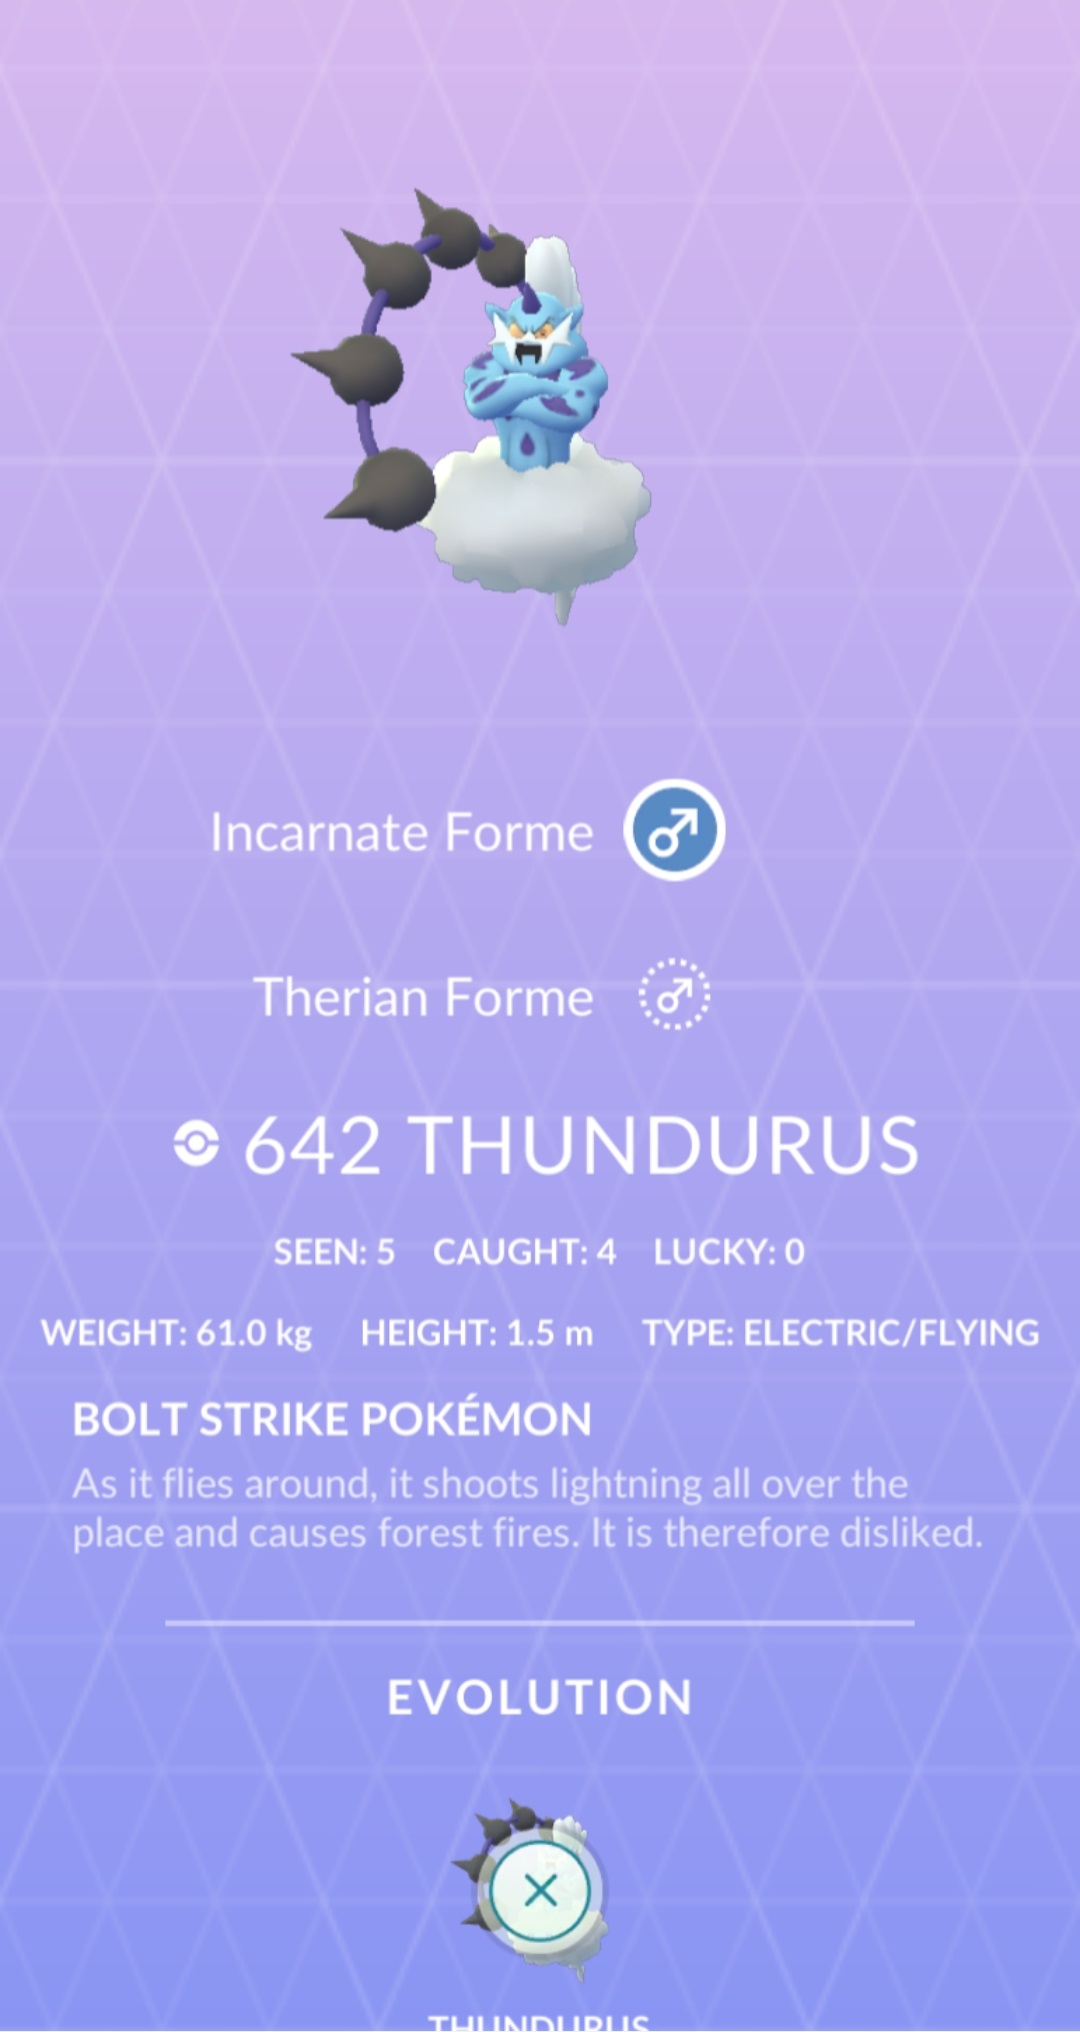 Incarnate Forme
Therian Forme
642 THUNDURUS
SEEN: 5 CAUGHT: 4 LUCKY: 0
WEIGHT: 61.0 kg HEIGHT: 1.5 m TYPE: ELECTRIC/FLYING
BOLT STRIKE POKÉMON
As it flies around, it shoots lightning all over the
place and causes forest fires. It is therefore disliked.
EVOLUTION
THUNDURUS